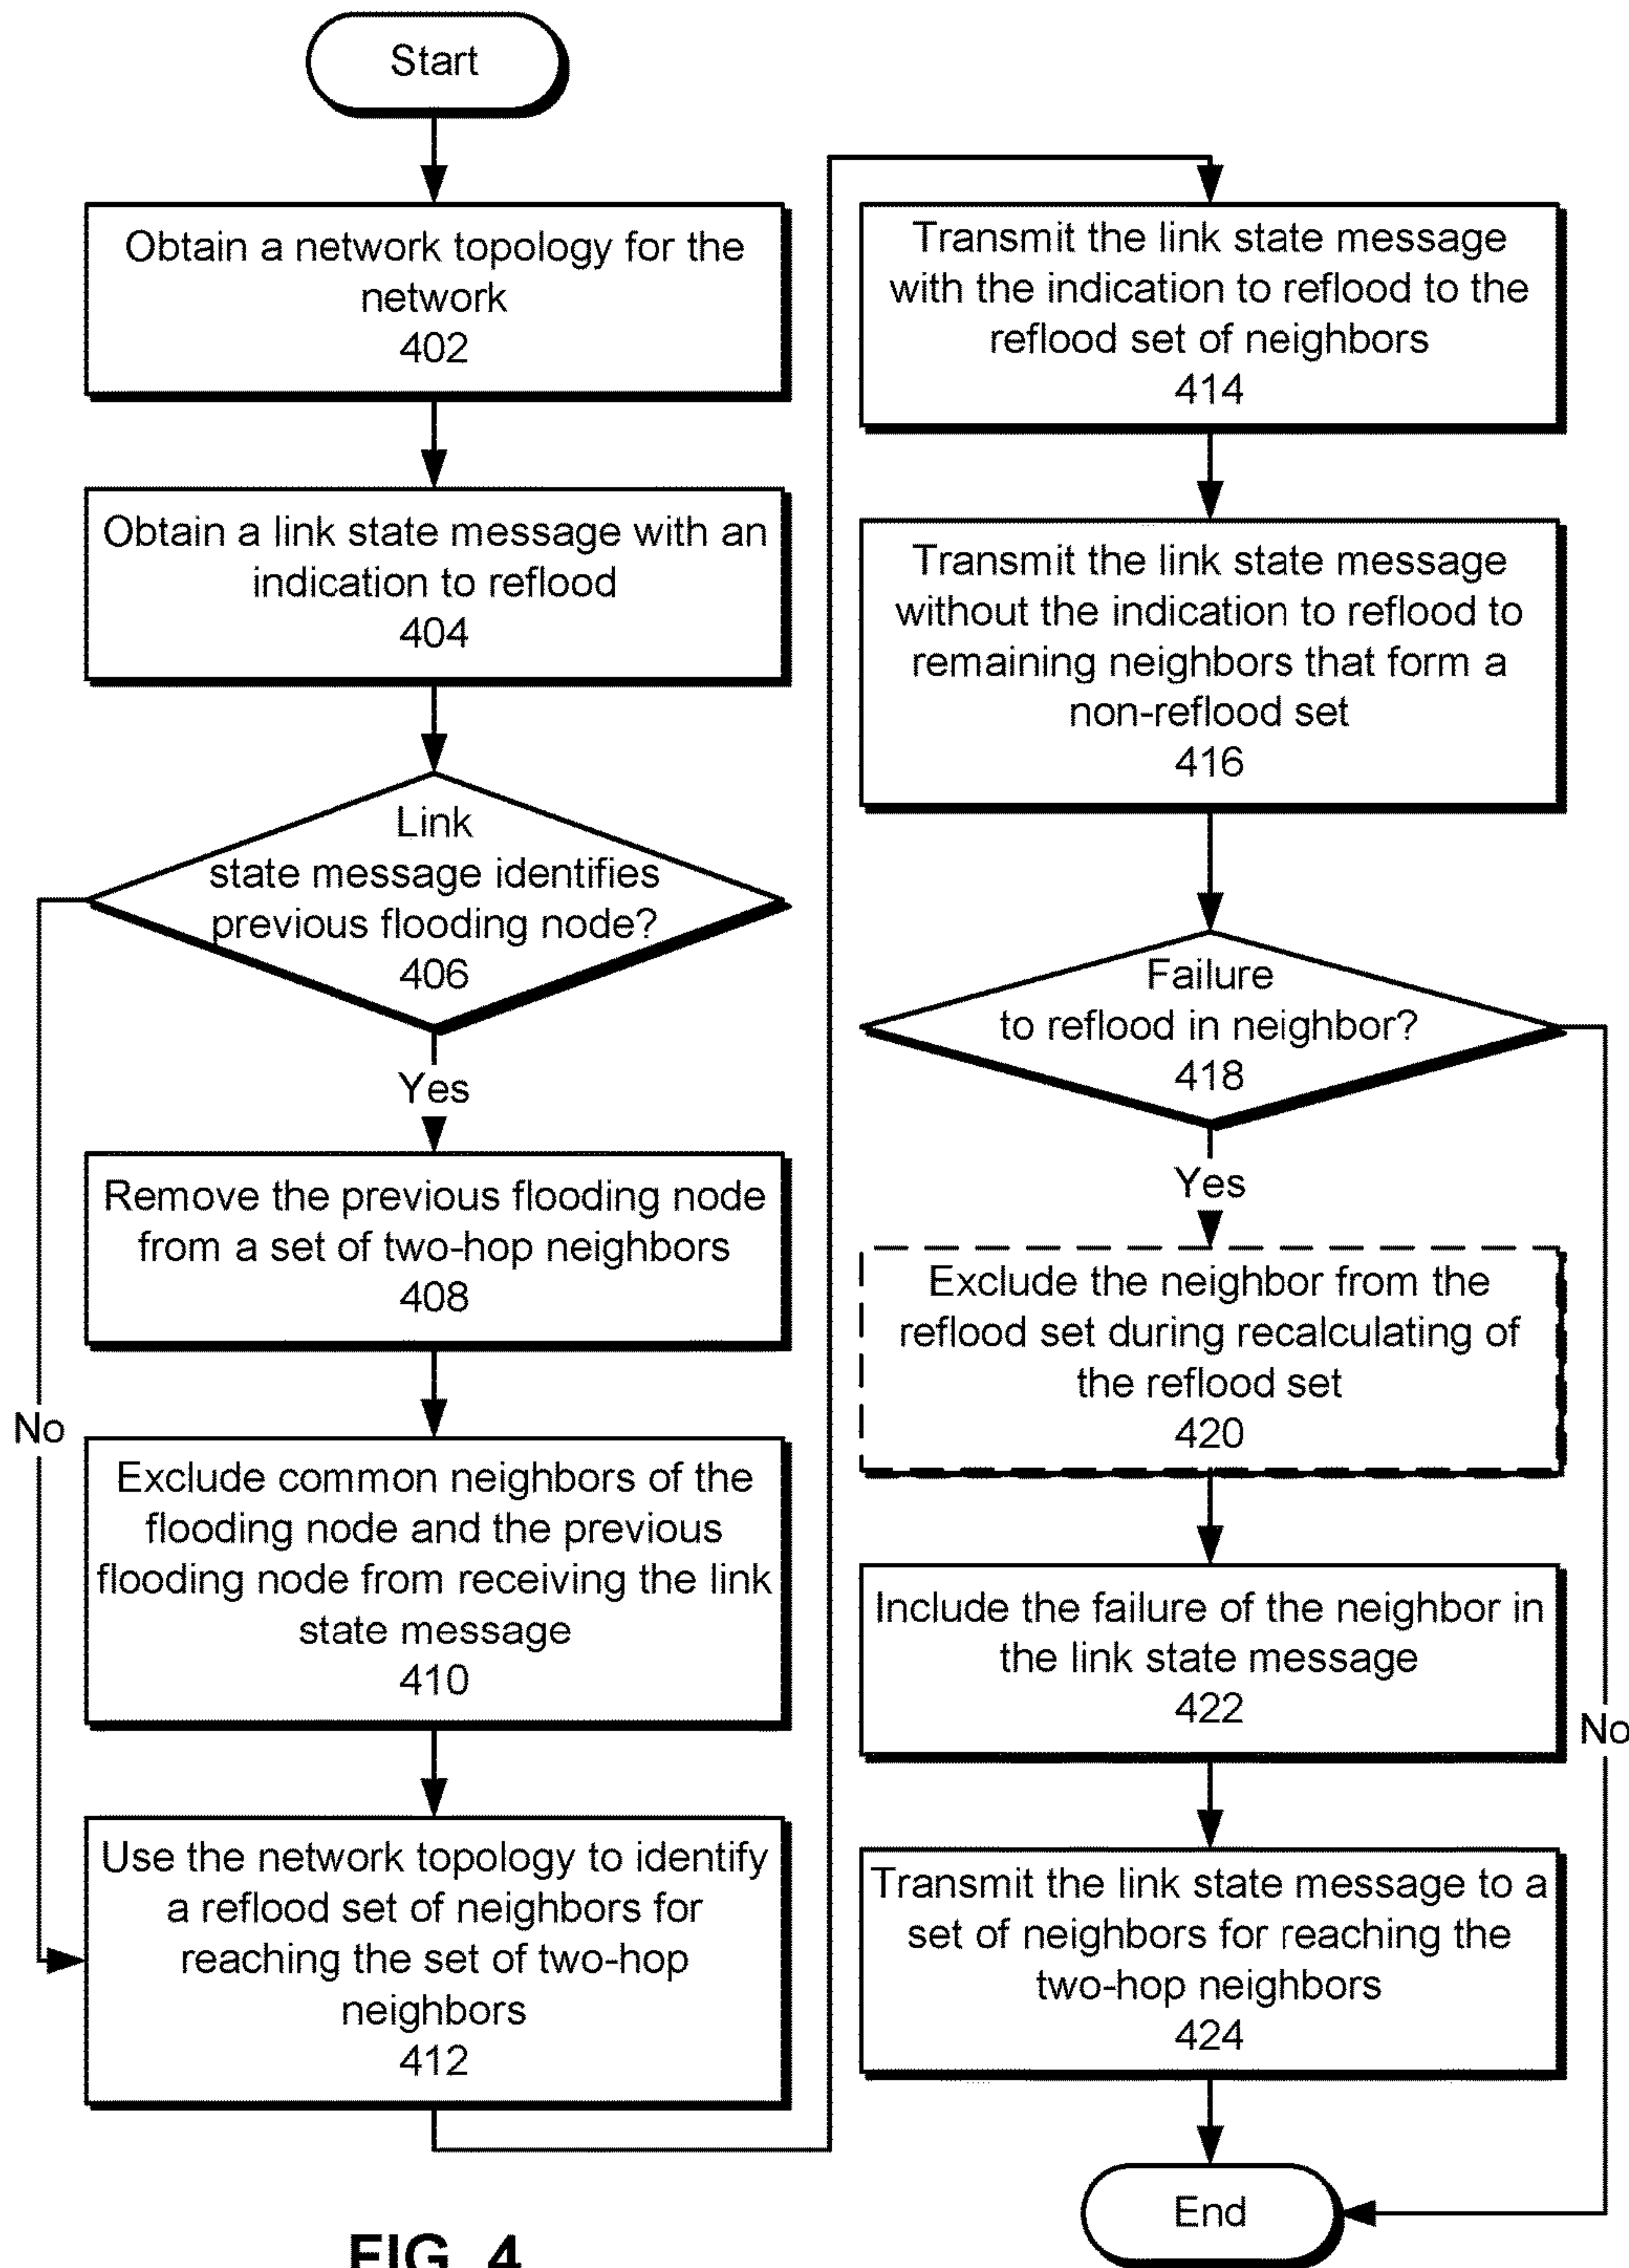 Start
Obtain a network topology for the
network
402
Obtain a link state message with an
indication to reflood
404
Link
state message identifies
previous flooding node?
406
Yes
No
Remove the previous flooding node
from a set of two-hop neighbors
408
Exclude common neighbors of the
flooding node and the previous
flooding node from receiving the link
state message
410
Use the network topology to identify
a reflood set of neighbors for
reaching the set of two-hop
neighbors
412
Transmit the link state message
with the indication to reflood to the
reflood set of neighbors
414
Transmit the link state message
without the indication to reflood to
remaining neighbors that form a
non-reflood set
416
Failure
to reflood in neighbor?
418
Yes
No
Exclude the neighbor from the
reflood set during recalculating of
the reflood set
420
Include the failure of the neighbor in
the link state message
422
Transmit the link state message to a
set of neighbors for reaching the
two-hop neighbors
424
End
FIG. 4